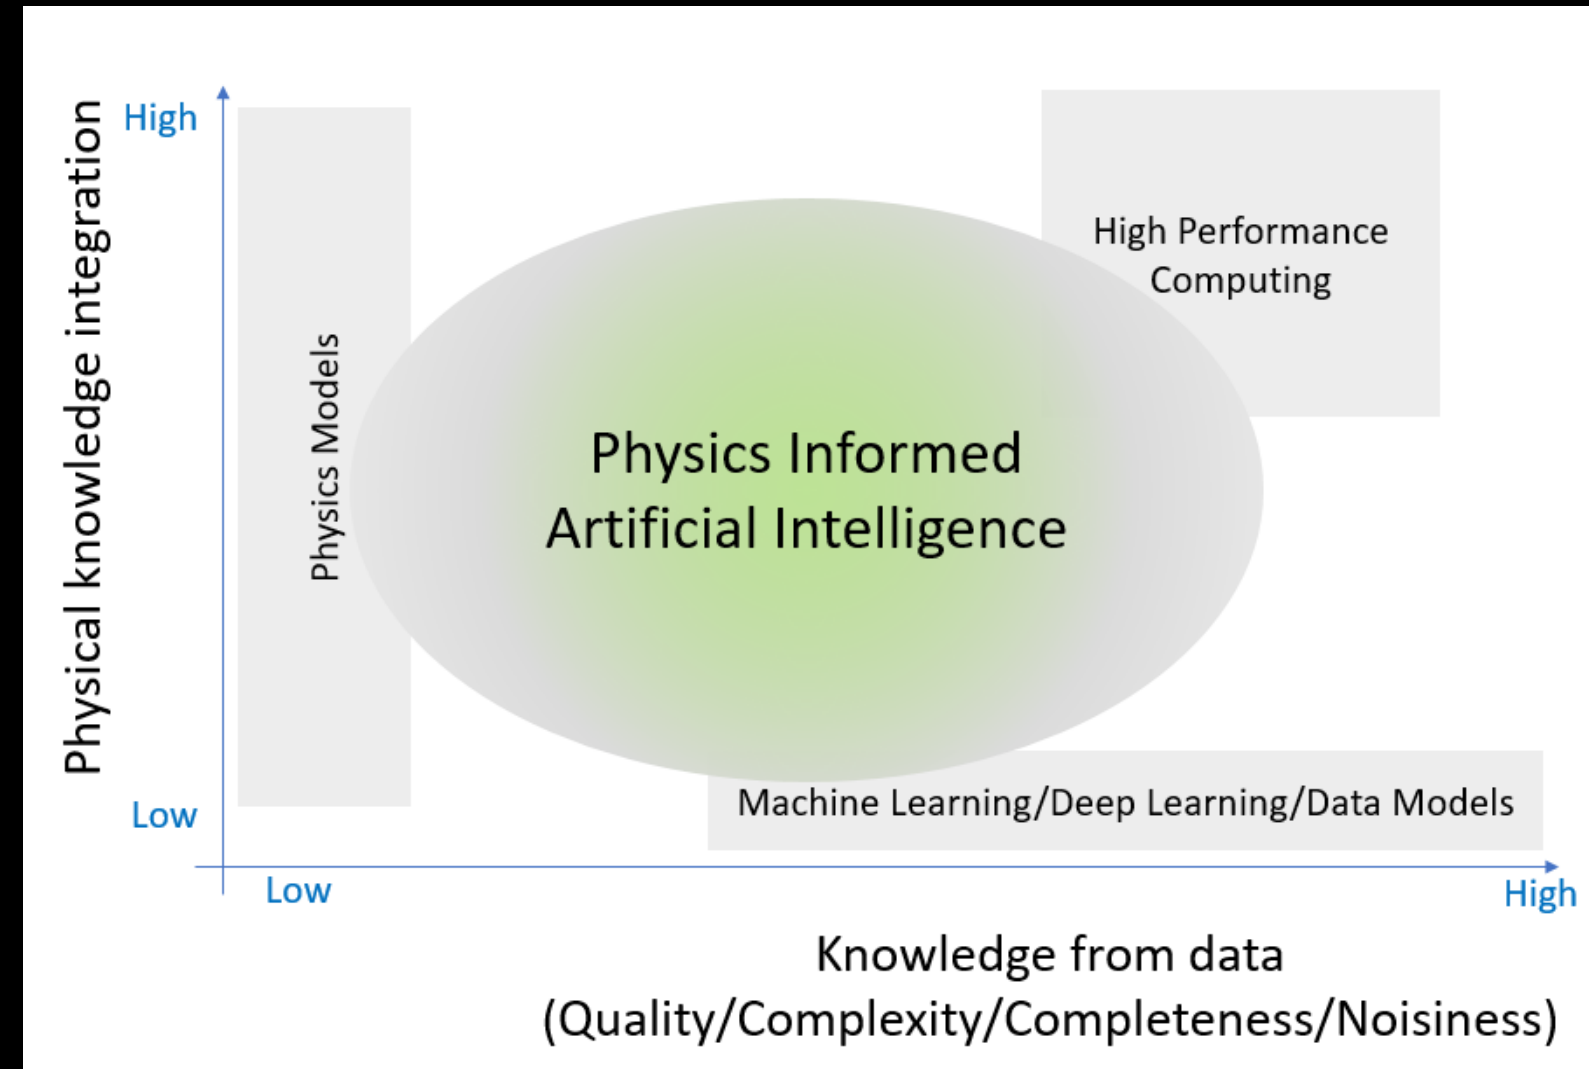 Physical knowledge integration
High
Low
Physics Models
High Performance
Computing
Physics Informed
Artificial Intelligence
Machine Learning/Deep Learning/Data Models
Low
High
Knowledge from data
(Quality/Complexity/Completeness/Noisiness)